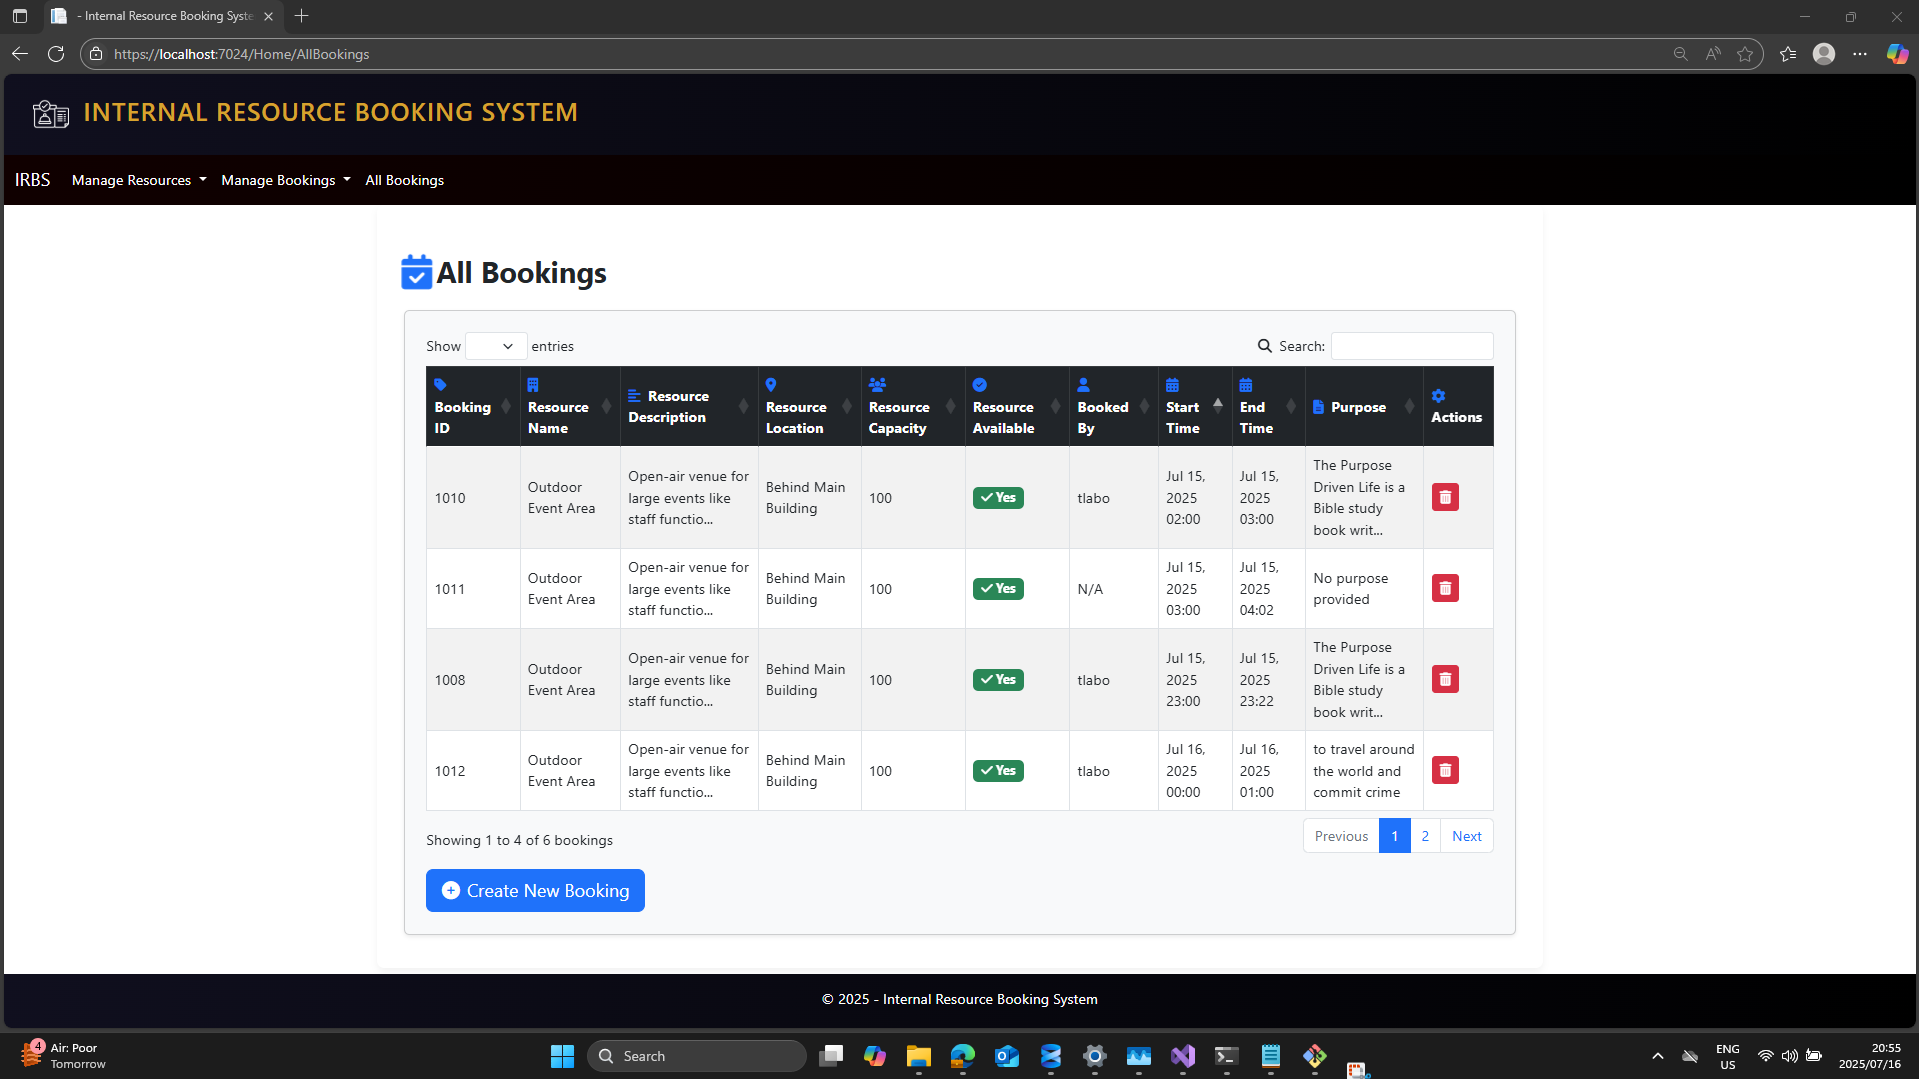 - Internal Resource Booking Syste
https://localhost:7024/Home/AllBookings
INTERNAL RESOURCE BOOKING SYSTEM
IRBS Manage Resources Manage Bookings All Bookings
All Bookings
Show entries Search:
Booking ID Resource Name Resource Description Resource Location Resource Capacity Resource Available Booked By Start Time End Time Purpose Actions
1010 Outdoor Event Area Open-air venue for large events like staff functio... Behind Main Building 100 Yes tlabo Jul 15, 2025 02:00 Jul 15, 2025 03:00 The Purpose Driven Life is a Bible study book writ...
1011 Outdoor Event Area Open-air venue for large events like staff functio... Behind Main Building 100 Yes N/A Jul 15, 2025 03:00 Jul 15, 2025 04:02 No purpose provided
1008 Outdoor Event Area Open-air venue for large events like staff functio... Behind Main Building 100 Yes tlabo Jul 15, 2025 23:00 Jul 15, 2025 23:22 The Purpose Driven Life is a Bible study book writ...
1012 Outdoor Event Area Open-air venue for large events like staff functio... Behind Main Building 100 Yes tlabo Jul 16, 2025 00:00 Jul 16, 2025 01:00 to travel around the world and commit crime
Showing 1 to 4 of 6 bookings Previous 1 2 Next
Create New Booking
© 2025 - Internal Resource Booking System
4
Air: Poor
Tomorrow
Search
ENG
US
20:55
2025/07/16